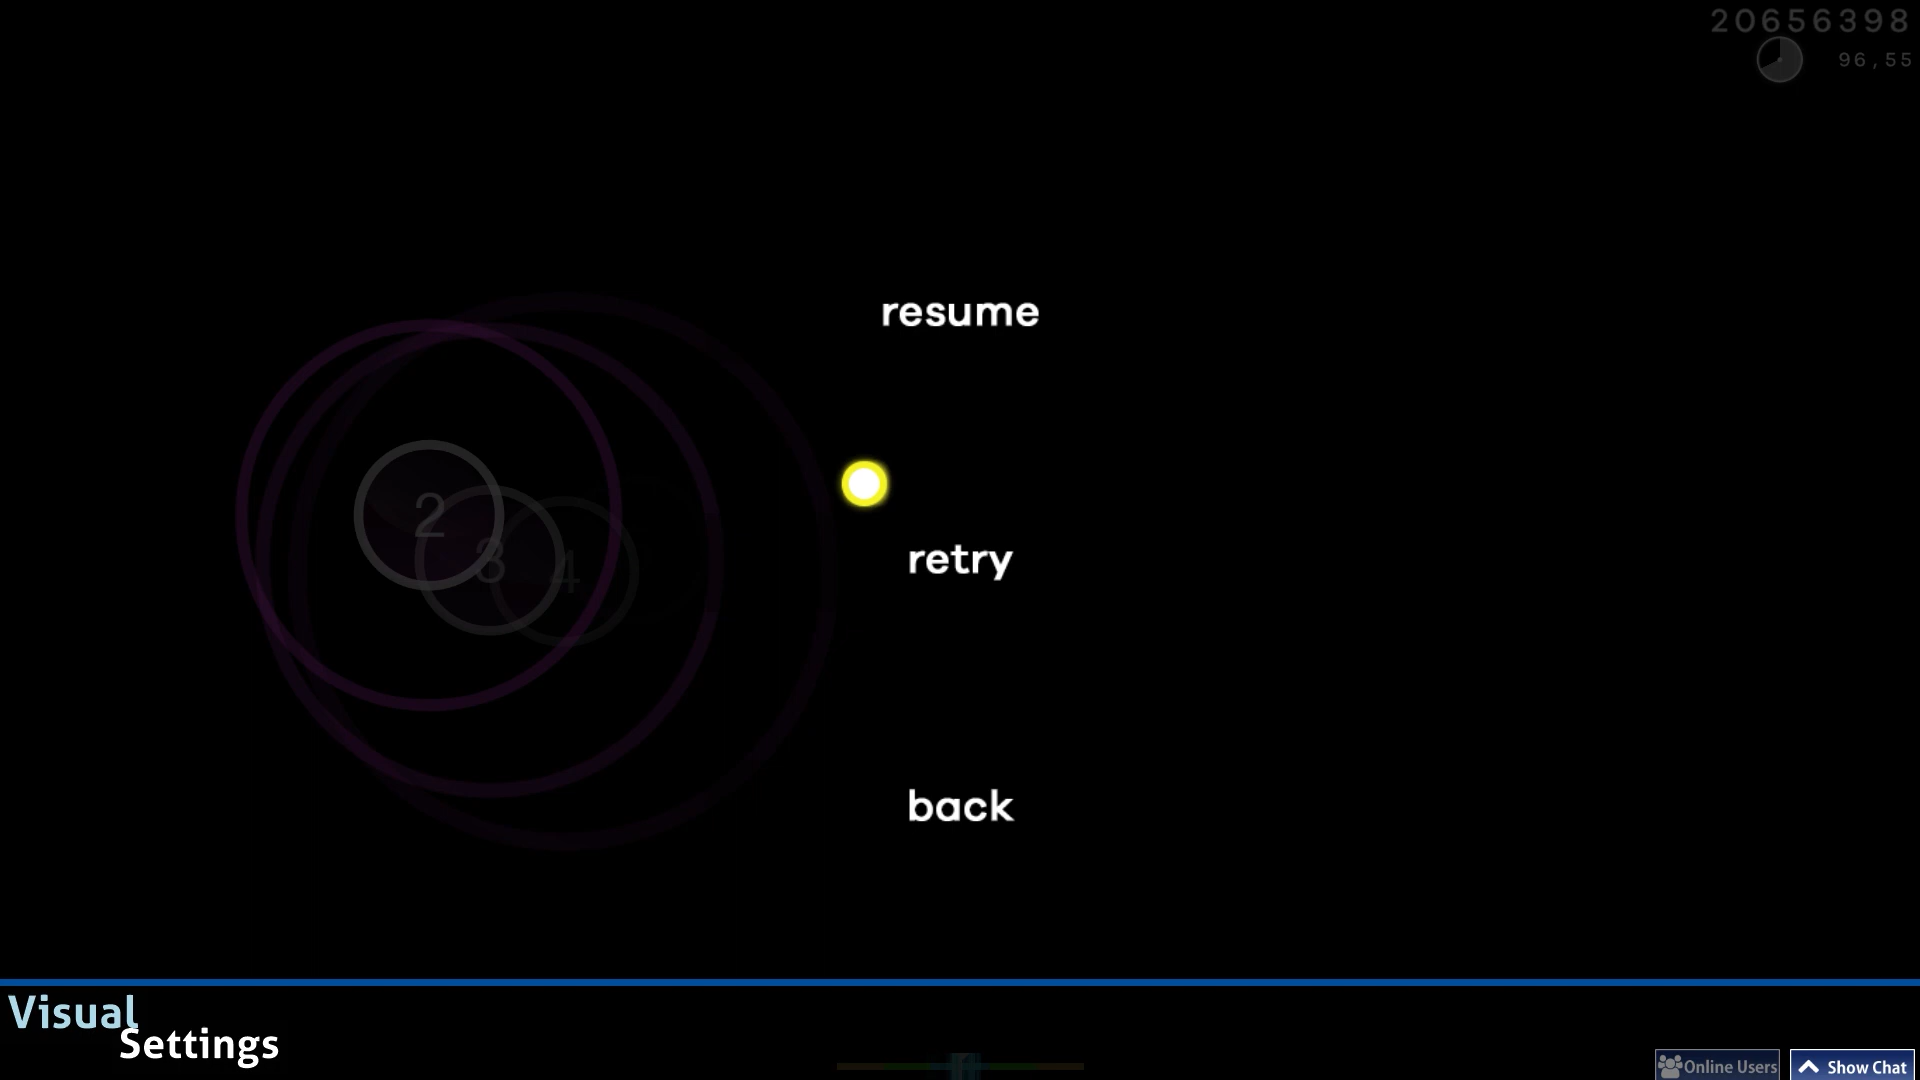 20656398
96,55
resume
2
3
4
retry
back
Visual
Settings
Online Users
Show Chat